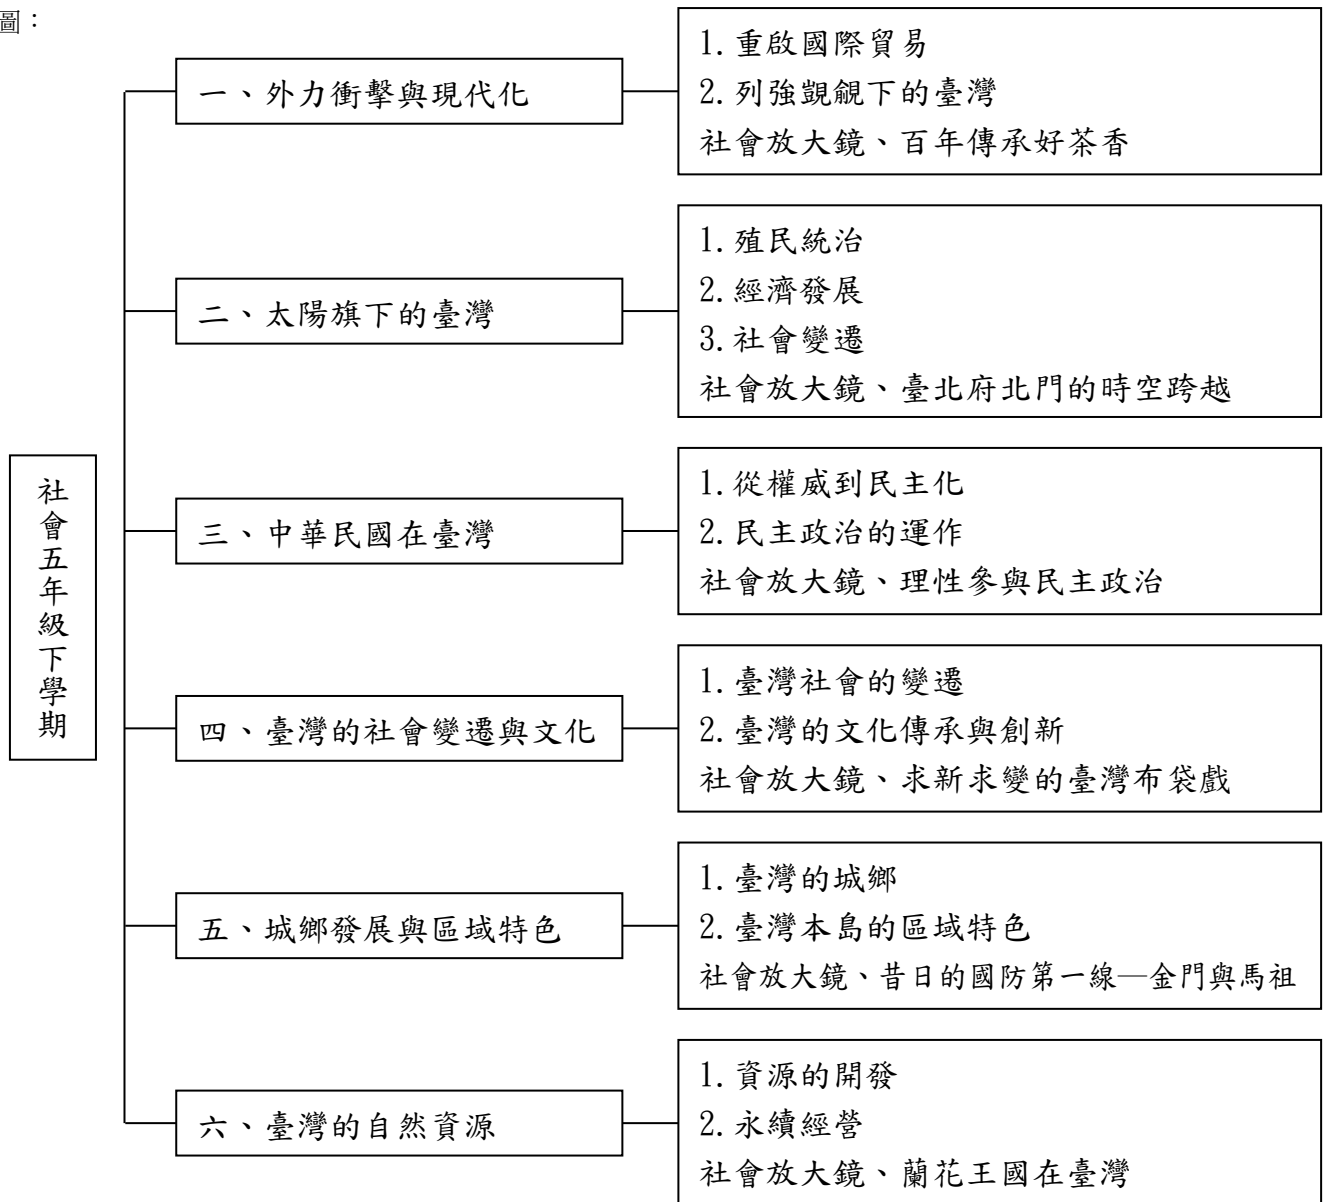 圖：
社會五年級下學期
一、外力衝擊與現代化
1.重啟國際貿易
2.列強覬覦下的臺灣
社會放大鏡、百年傳承好茶香
二、太陽旗下的臺灣
1.殖民統治
2.經濟發展
3.社會變遷
社會放大鏡、臺北府北門的時空跨越
三、中華民國在臺灣
1.從權威到民主化
2.民主政治的運作
社會放大鏡、理性參與民主政治
四、臺灣的社會變遷與文化
1.臺灣社會的變遷
2.臺灣的文化傳承與創新
社會放大鏡、求新求變的臺灣布袋戲
五、城鄉發展與區域特色
1.臺灣的城鄉
2.臺灣本島的區域特色
社會放大鏡、昔日的國防第一線—金門與馬祖
六、臺灣的自然資源
1.資源的開發
2.永續經營
社會放大鏡、蘭花王國在臺灣